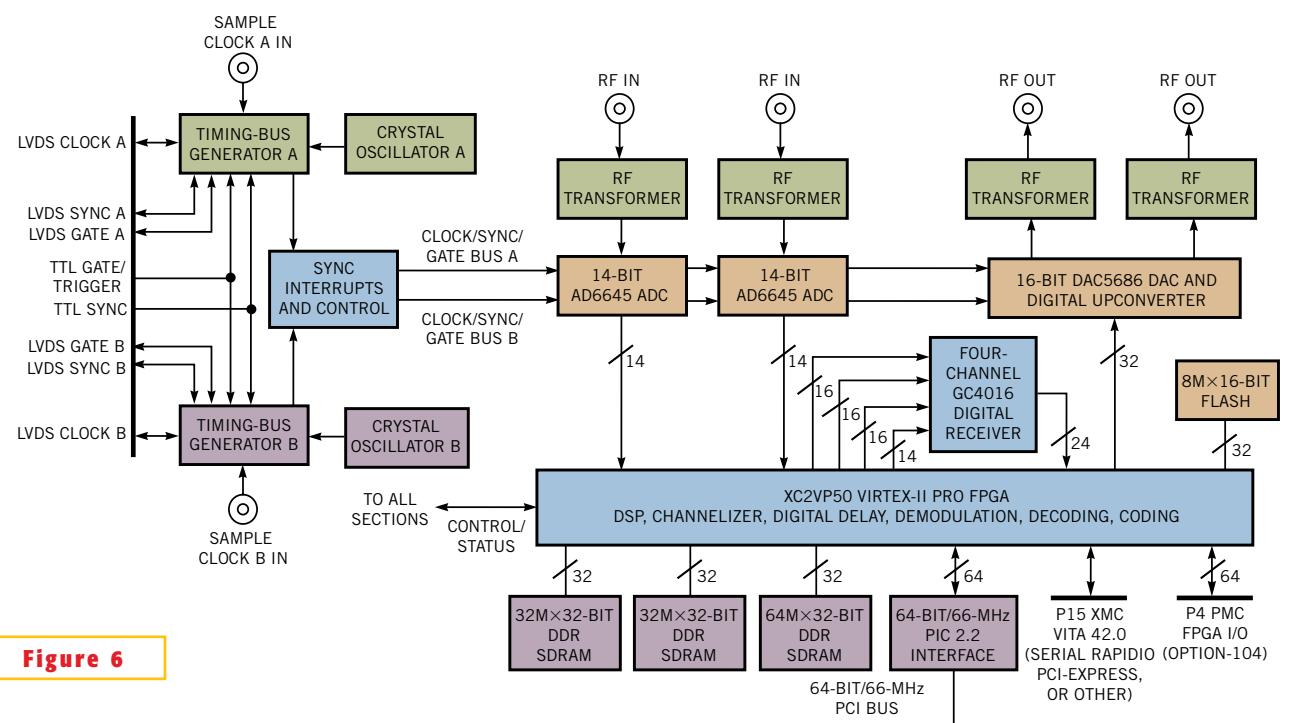 SAMPLE
CLOCK A IN
LVDS CLOCK A
TIMING-BUS
GENERATOR A
CRYSTAL
OSCILLATOR A
LVDS SYNC A
LVDS GATE A
TTL GATE/
TRIGGER
TTL SYNC
LVDS GATE B
LVDS SYNC B
LVDS CLOCK B
SYNC
INTERRUPTS
AND CONTROL
TIMING-BUS
GENERATOR B
CRYSTAL
OSCILLATOR B
SAMPLE
CLOCK B IN
CLOCK/SYNC/
GATE BUS A
CLOCK/SYNC/
GATE BUS B
RF IN
RF IN
RF OUT
RF OUT
RF
TRANSFORMER
RF
TRANSFORMER
RF
TRANSFORMER
RF
TRANSFORMER
14-BIT
AD6645 ADC
14-BIT
AD6645 ADC
16-BIT DAC5686 DAC AND
DIGITAL UPCONVERTER
14
14
16
16
16
14
FOUR-
CHANNEL
GC4016
DIGITAL
RECEIVER
24
32
8M×16-BIT
FLASH
32
TO ALL
SECTIONS
CONTROL/
STATUS
XC2VP50 VIRTEX-II PRO FPGA
DSP, CHANNELIZER, DIGITAL DELAY, DEMODULATION, DECODING, CODING
32
32
32
64
64
32M×32-BIT
DDR
SDRAM
32M×32-BIT
DDR
SDRAM
64M×32-BIT
DDR
SDRAM
64-BIT/66-MHz
PIC 2.2
INTERFACE
P15 XMC
VITA 42.0
(SERIAL RAPIDIO
PCI-EXPRESS,
OR OTHER)
P4 PMC
FPGA I/O
(OPTION-104)
64-BIT/66-MHz
PCI BUS
Figure 6